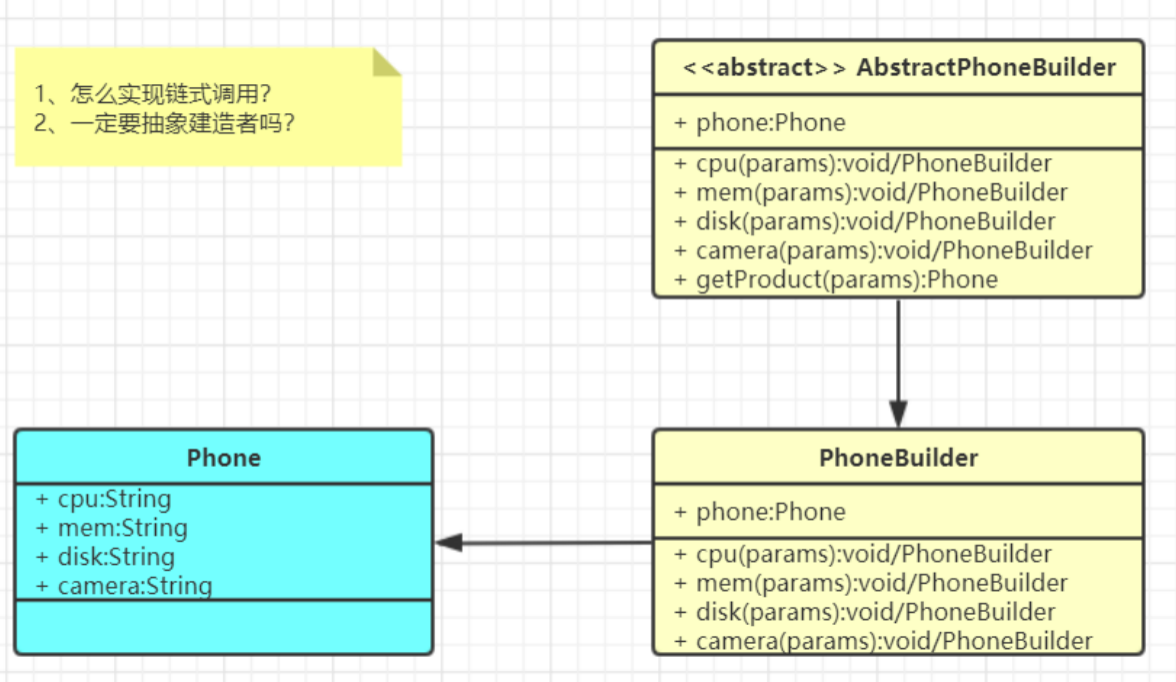 1、怎么实现链式调用?
2、一定要抽象建造者吗?
<<abstract>> AbstractPhoneBuilder
+ phone:Phone
+ cpu(params):void/PhoneBuilder
+ mem(params):void/PhoneBuilder
+ disk(params):void/PhoneBuilder
+ camera(params):void/PhoneBuilder
+ getProduct(params):Phone
Phone
+ cpu:String
+ mem:String
+ disk:String
+ camera:String
PhoneBuilder
+ phone:Phone
+ cpu(params):void/PhoneBuilder
+ mem(params):void/PhoneBuilder
+ disk(params):void/PhoneBuilder
+ camera(params):void/PhoneBuilder